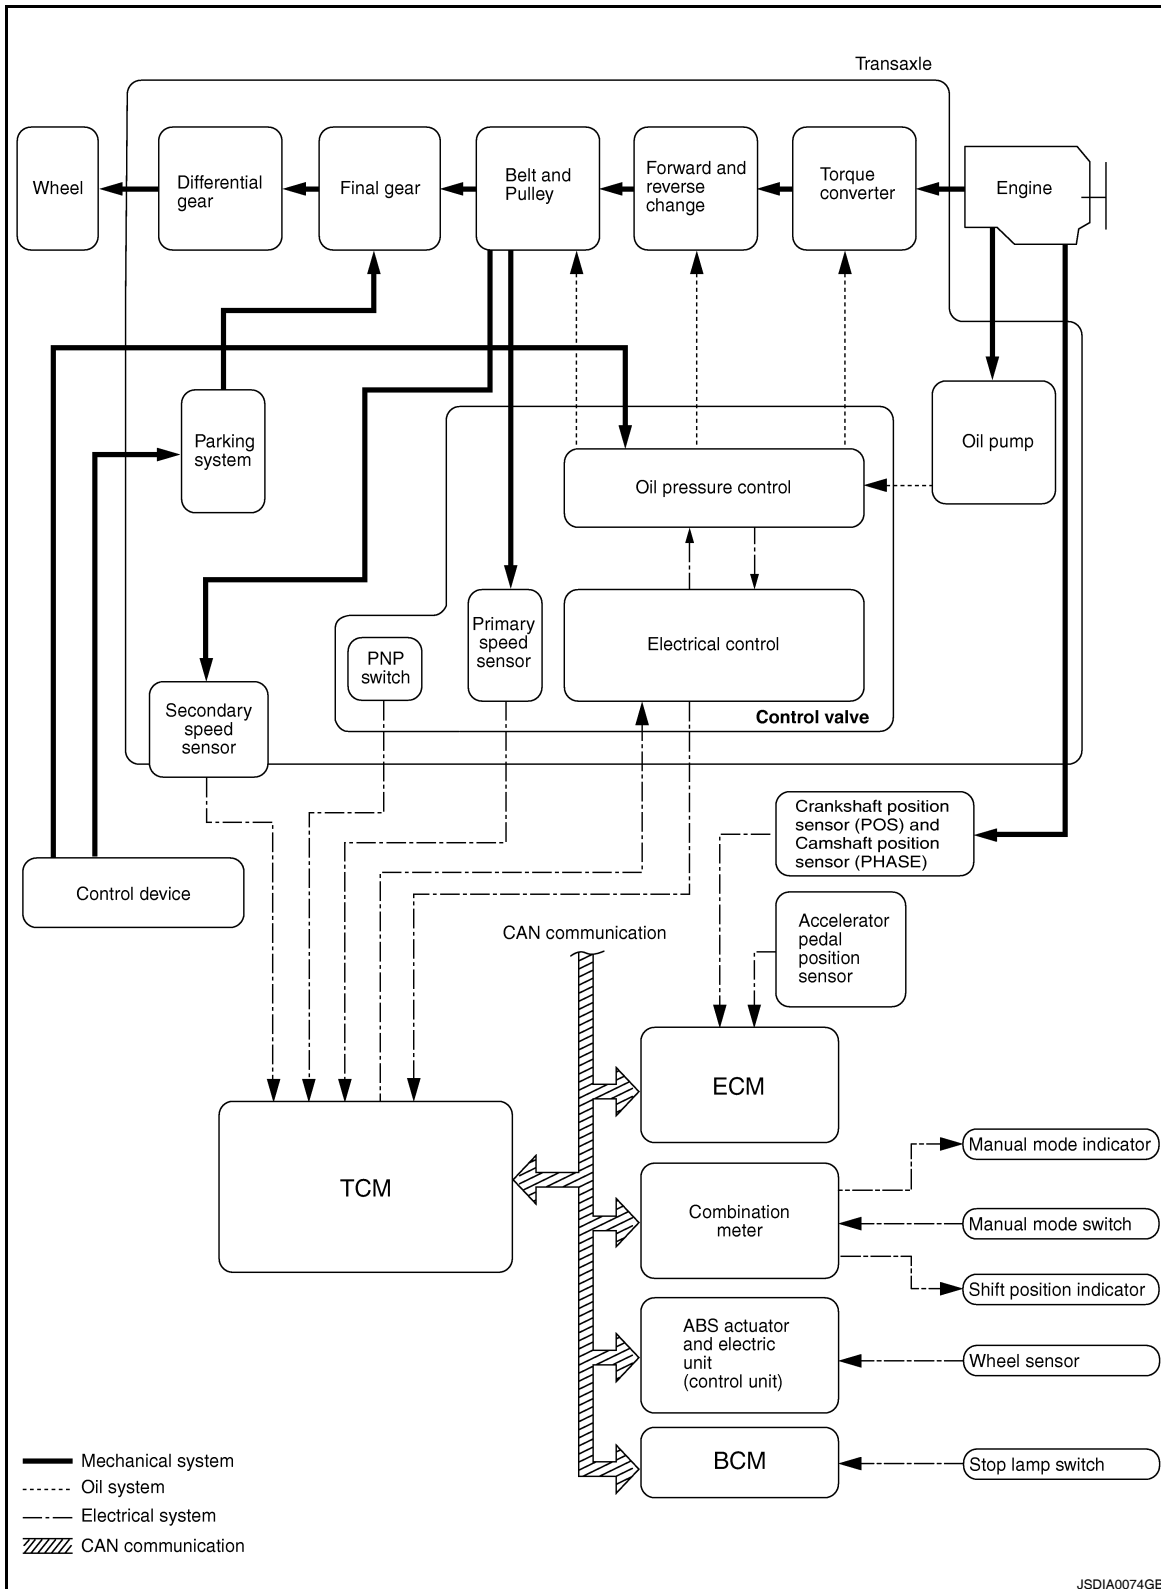 Transaxle
Wheel
Differential
gear
Final gear
Belt and
Pulley
Forward and
reverse
change
Torque
converter
Engine
Parking
system
Oil pump
Oil pressure control
Primary
speed
sensor
Electrical control
PNP
switch
Control valve
Secondary
speed
sensor
Crankshaft position
sensor (POS) and
Camshaft position
sensor (PHASE)
Control device
Accelerator
pedal
position
sensor
CAN communication
ECM
TCM
Manual mode indicator
Combination
meter
Manual mode switch
Shift position indicator
ABS actuator
and electric
unit
(control unit)
Wheel sensor
BCM
Stop lamp switch
Mechanical system
Oil system
Electrical system
CAN communication
JSDIA0074GB